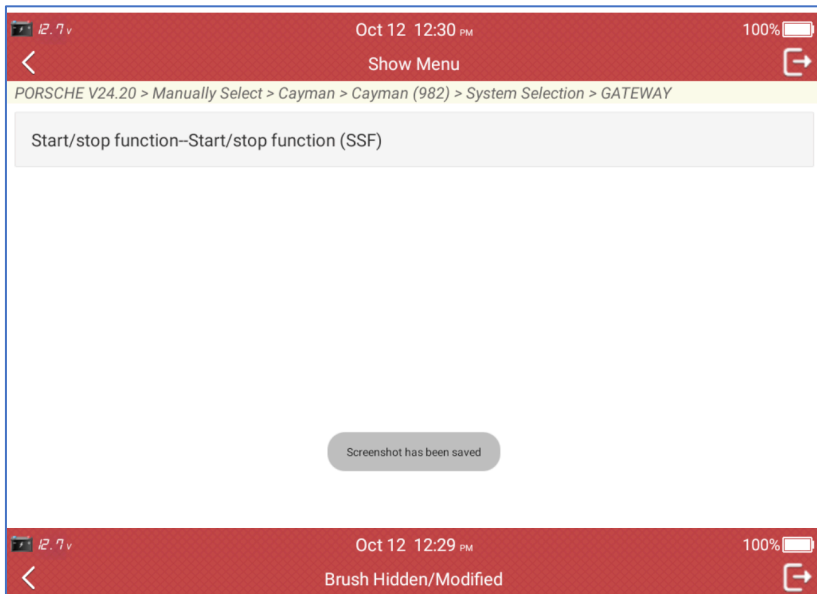 12.7v
Oct 12 12:30 PM
100%
Show Menu
PORSCHE V24.20 > Manually Select > Cayman > Cayman (982) > System Selection > GATEWAY
Start/stop function--Start/stop function (SSF)
Screenshot has been saved
12.7v
Oct 12 12:29 PM
100%
Brush Hidden/Modified